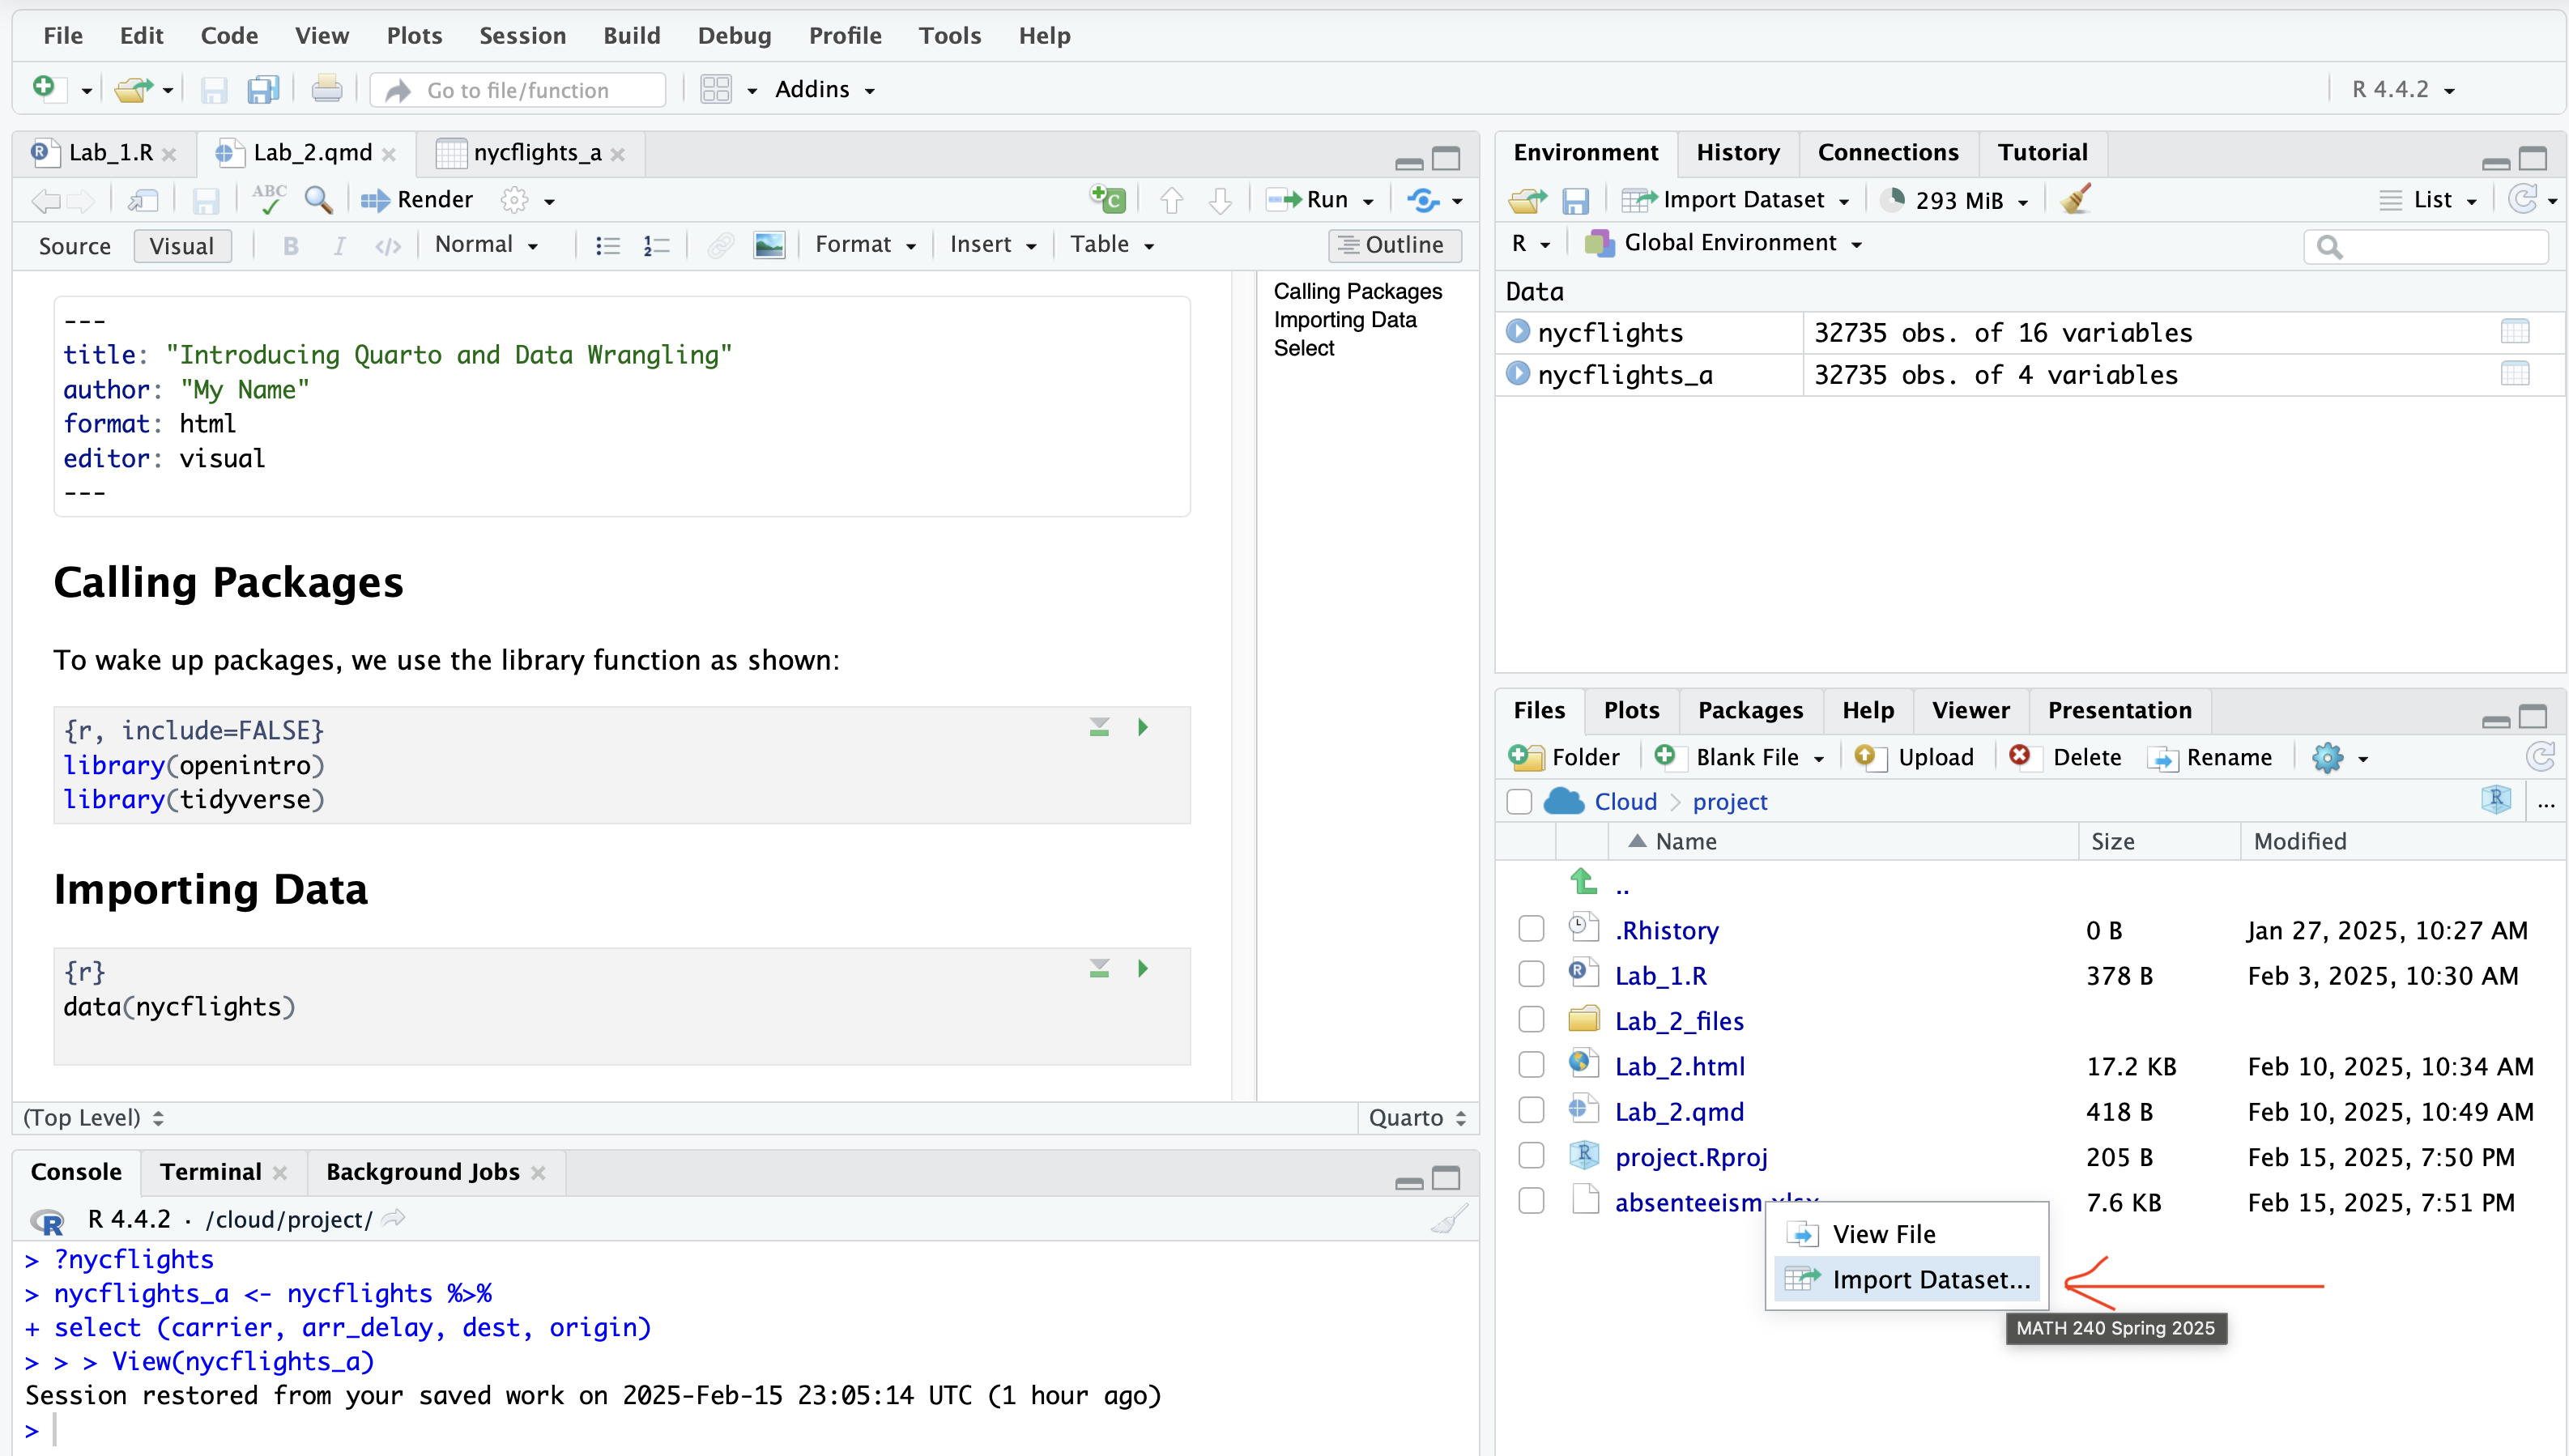 File Edit Code View Plots Session Build Debug Profile Tools Help
Go to file/function Addins R 4.4.2
Lab_1.R Lab_2.qmd nycflights_a
ABC Render C Run
Source Visual B I </> Normal Format Insert Table Outline
---
title: "Introducing Quarto and Data Wrangling"
author: "My Name"
format: html
editor: visual
---
Calling Packages
To wake up packages, we use the library function as shown:
{r, include=FALSE}
library(openintro)
library(tidyverse)
Importing Data
{r}
data(nycflights)
Calling Packages
Importing Data
Select
(Top Level) Quarto
Console Terminal Background Jobs
R 4.4.2 · /cloud/project/
> ?nycflights
> nycflights_a <- nycflights %>%
+ select (carrier, arr_delay, dest, origin)
> > > View(nycflights_a)
Session restored from your saved work on 2025-Feb-15 23:05:14 UTC (1 hour ago)
>
Environment History Connections Tutorial
Import Dataset 293 MiB List
R Global Environment
Data
nycflights 32735 obs. of 16 variables
nycflights_a 32735 obs. of 4 variables
Files Plots Packages Help Viewer Presentation
Folder Blank File Upload Delete Rename
Cloud > project R ...
Name Size Modified
..
.Rhistory 0 B Jan 27, 2025, 10:27 AM
Lab_1.R 378 B Feb 3, 2025, 10:30 AM
Lab_2_files
Lab_2.html 17.2 KB Feb 10, 2025, 10:34 AM
Lab_2.qmd 418 B Feb 10, 2025, 10:49 AM
project.Rproj 205 B Feb 15, 2025, 7:50 PM
absenteeism.xlsx 7.6 KB Feb 15, 2025, 7:51 PM
View File
Import Dataset...
MATH 240 Spring 2025